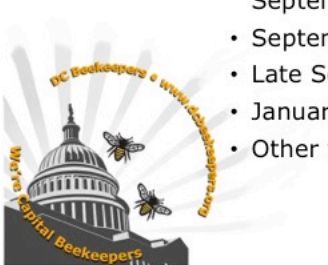 Septem
• Septem
• Late Se
• Januar
• Other
DC Beekeepers • www.dcbeekeepers.org
We're Capital Beekeepers